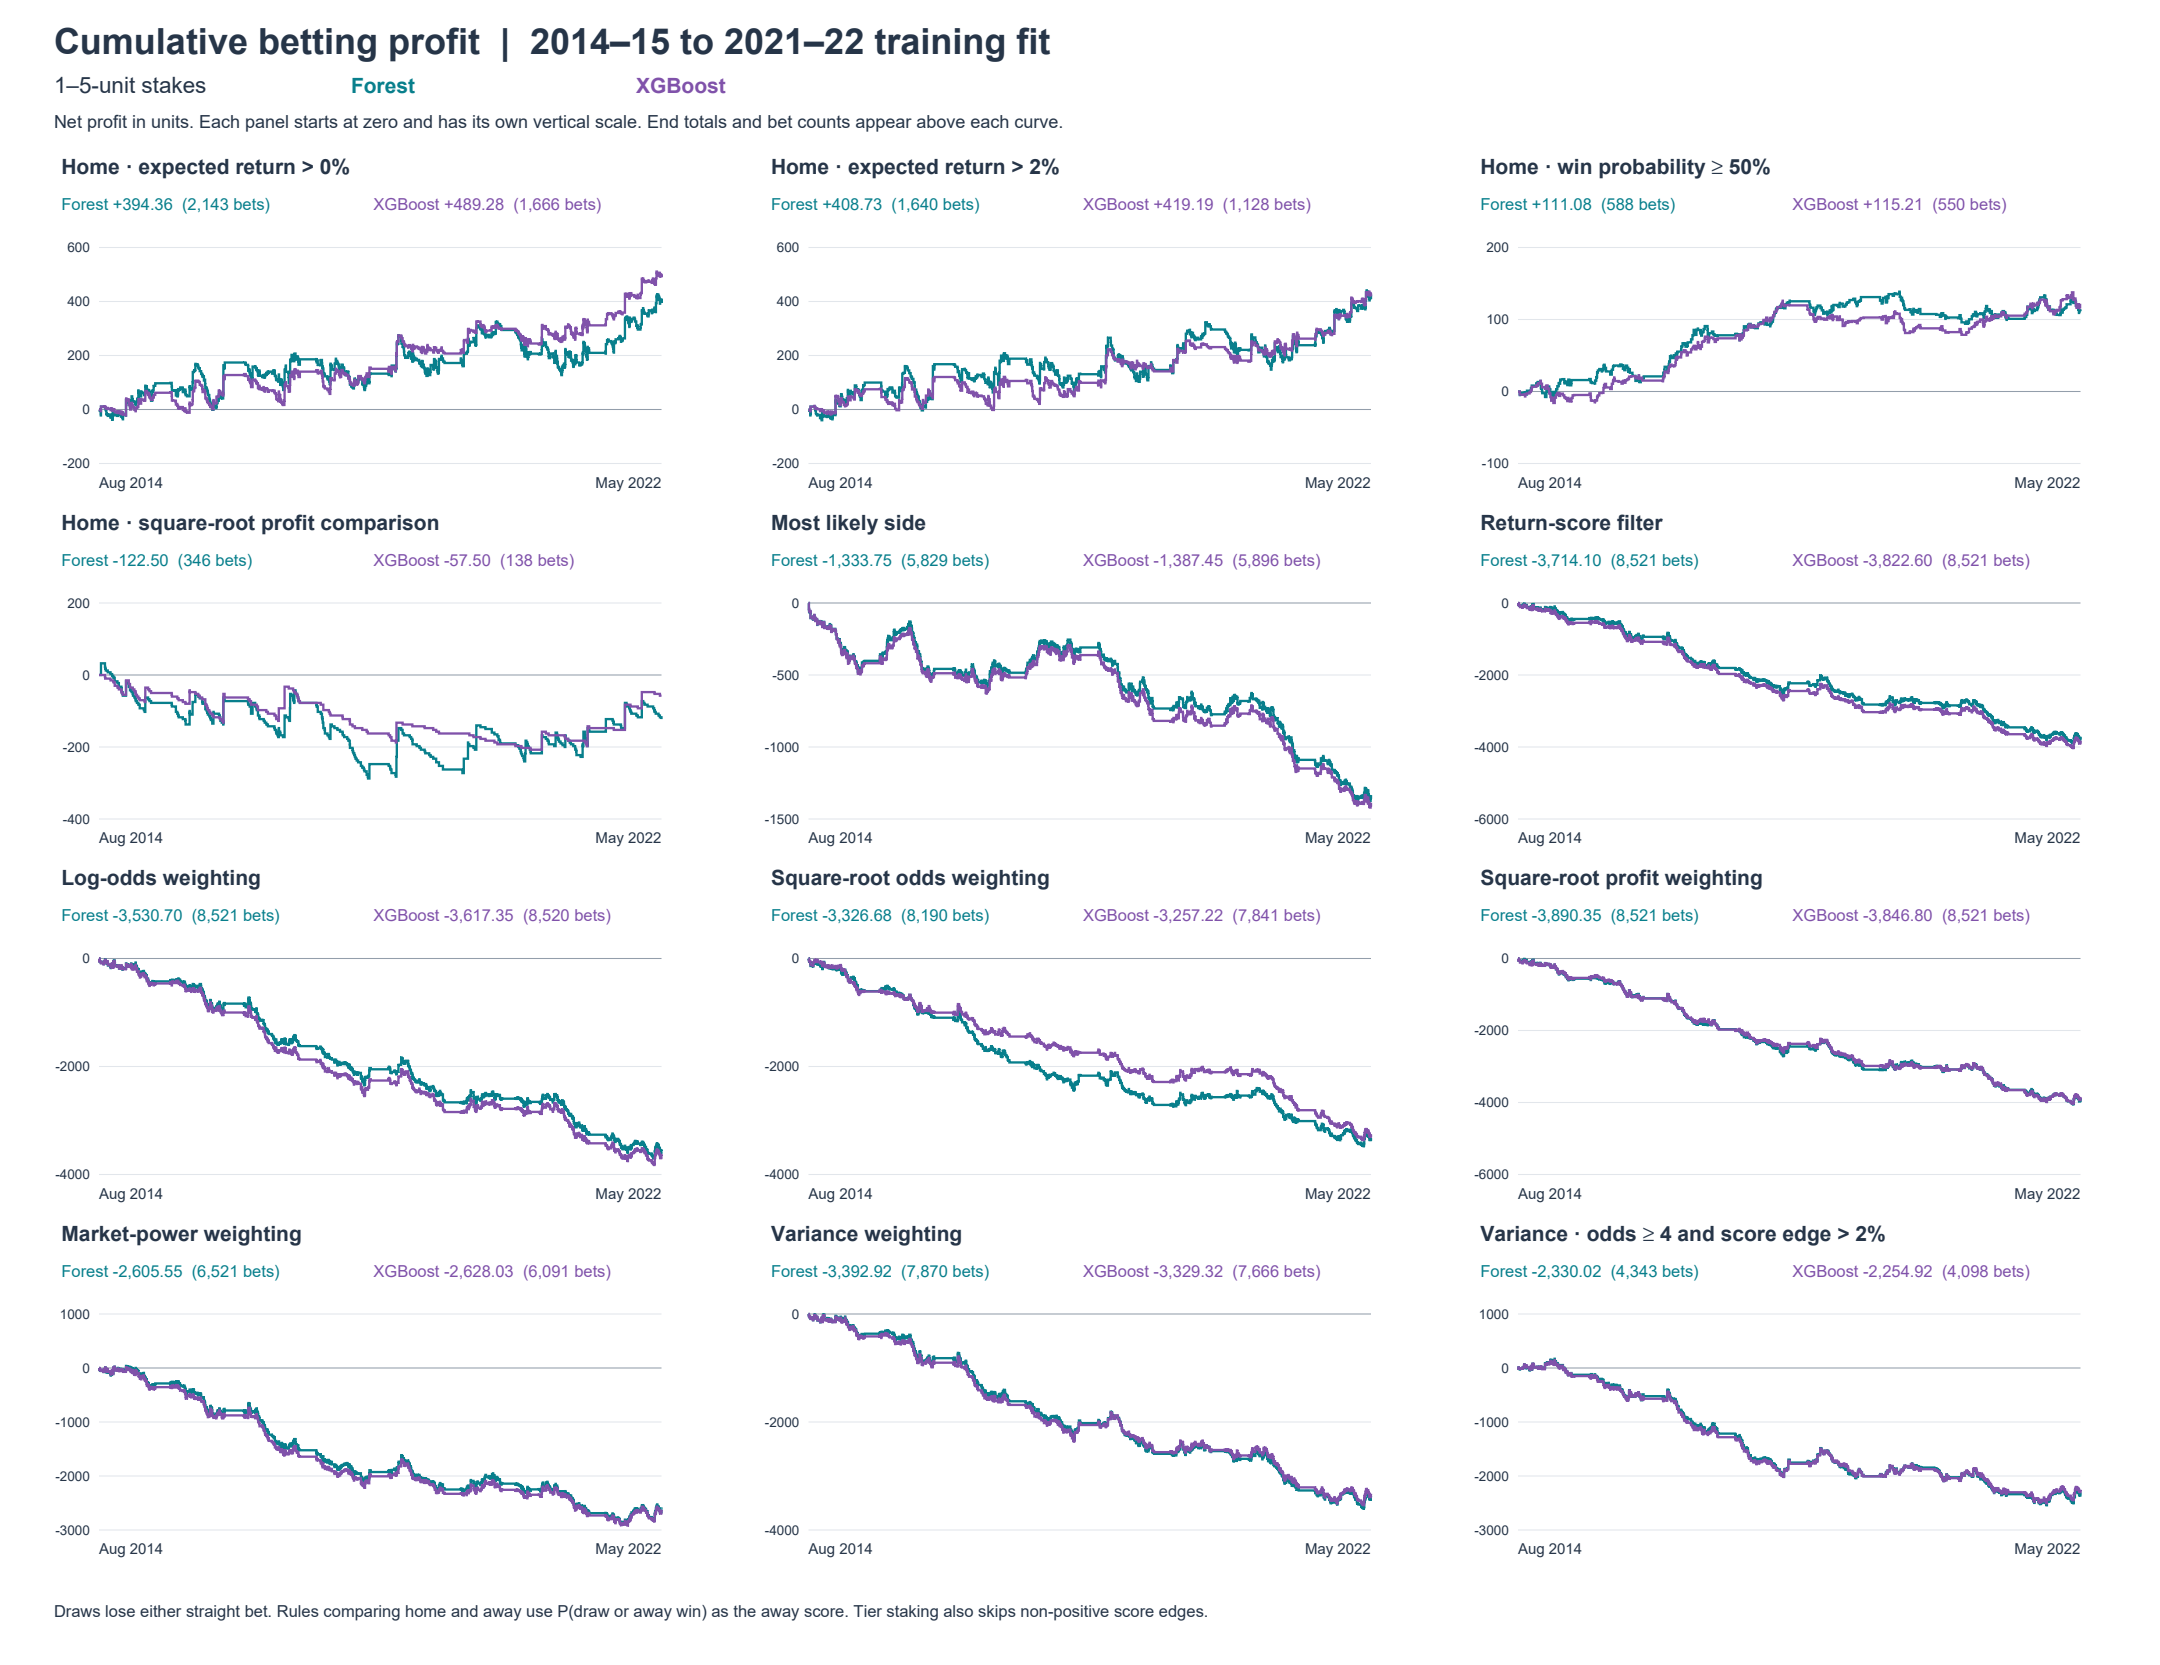 Cumulative betting profit | 2014–15 to 2021–22 training fit
1–5-unit stakes Forest XGBoost
Net profit in units. Each panel starts at zero and has its own vertical scale. End totals and bet counts appear above each curve.
Home · expected return > 0%
Forest +394.36 (2,143 bets) XGBoost +489.28 (1,666 bets)
600
400
200
0
-200
Aug 2014 May 2022
Home · expected return > 2%
Forest +408.73 (1,640 bets) XGBoost +419.19 (1,128 bets)
600
400
200
0
-200
Aug 2014 May 2022
Home · win probability ≥ 50%
Forest +111.08 (588 bets) XGBoost +115.21 (550 bets)
200
100
0
-100
Aug 2014 May 2022
Home · square-root profit comparison
Forest -122.50 (346 bets) XGBoost -57.50 (138 bets)
200
0
-200
-400
Aug 2014 May 2022
Most likely side
Forest -1,333.75 (5,829 bets) XGBoost -1,387.45 (5,896 bets)
0
-500
-1000
-1500
Aug 2014 May 2022
Return-score filter
Forest -3,714.10 (8,521 bets) XGBoost -3,822.60 (8,521 bets)
0
-2000
-4000
-6000
Aug 2014 May 2022
Log-odds weighting
Forest -3,530.70 (8,521 bets) XGBoost -3,617.35 (8,520 bets)
0
-2000
-4000
Aug 2014 May 2022
Square-root odds weighting
Forest -3,326.68 (8,190 bets) XGBoost -3,257.22 (7,841 bets)
0
-2000
-4000
Aug 2014 May 2022
Square-root profit weighting
Forest -3,890.35 (8,521 bets) XGBoost -3,846.80 (8,521 bets)
0
-2000
-4000
-6000
Aug 2014 May 2022
Market-power weighting
Forest -2,605.55 (6,521 bets) XGBoost -2,628.03 (6,091 bets)
1000
0
-1000
-2000
-3000
Aug 2014 May 2022
Variance weighting
Forest -3,392.92 (7,870 bets) XGBoost -3,329.32 (7,666 bets)
0
-2000
-4000
Aug 2014 May 2022
Variance · odds ≥ 4 and score edge > 2%
Forest -2,330.02 (4,343 bets) XGBoost -2,254.92 (4,098 bets)
1000
0
-1000
-2000
-3000
Aug 2014 May 2022
Draws lose either straight bet. Rules comparing home and away use P(draw or away win) as the away score. Tier staking also skips non-positive score edges.